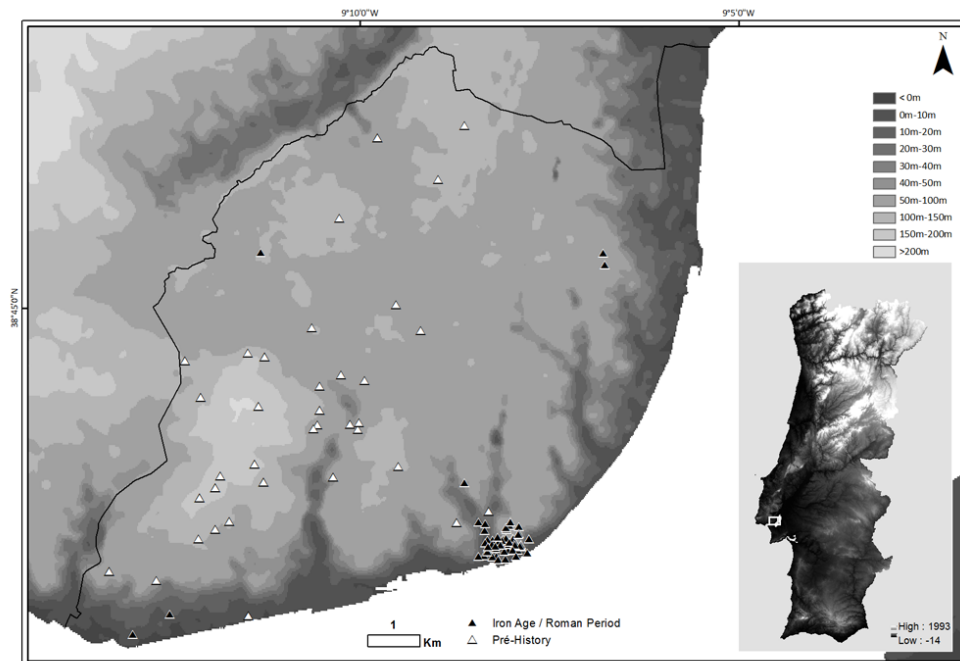 9°10'0"W
9°5'0"W
N
< 0m
0m-10m
10m-20m
20m-30m
30m-40m
40m-50m
50m-100m
100m-150m
150m-200m
>200m
38°45'0"N
High : 1993
Low : -14
1
Km
Iron Age / Roman Period
Pré-History